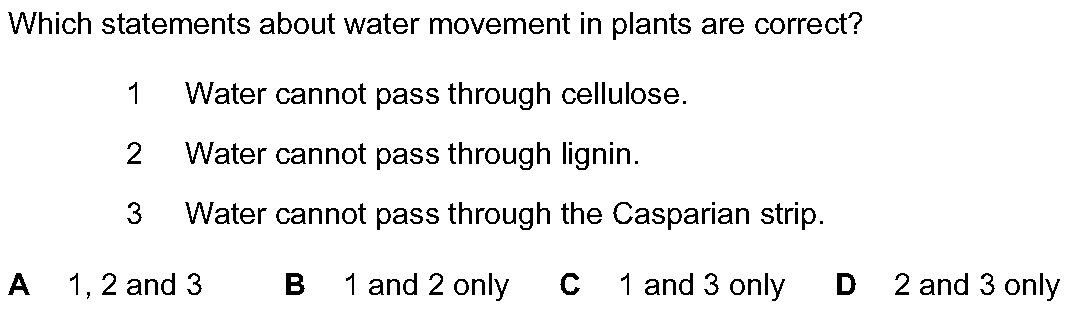 Which statements about water movement in plants are correct?
1 Water cannot pass through cellulose.
2 Water cannot pass through lignin.
3 Water cannot pass through the Casparian strip.
A 1, 2 and 3 B 1 and 2 only C 1 and 3 only D 2 and 3 only